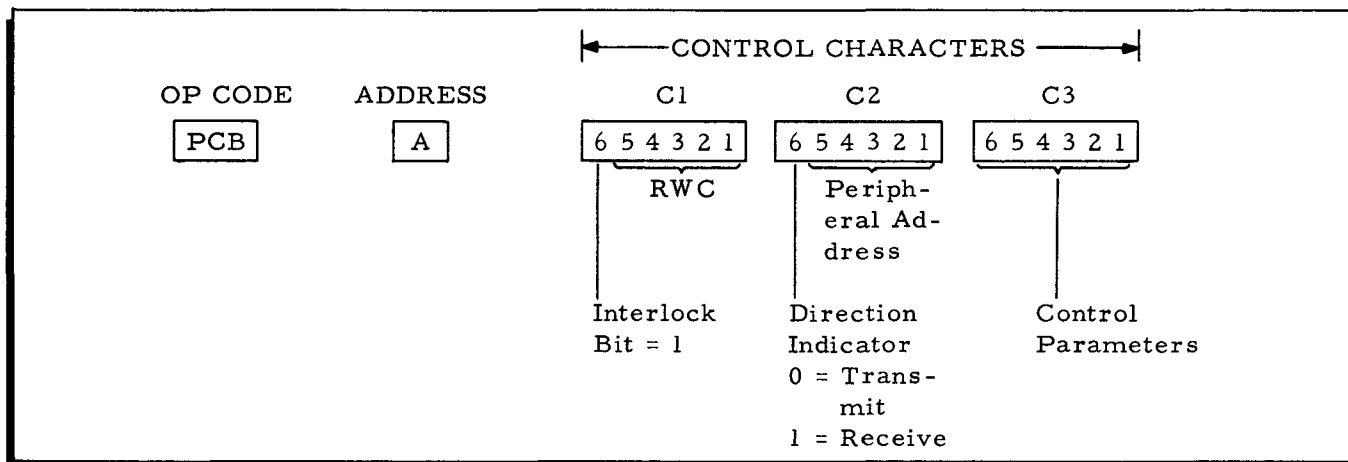 CONTROL CHARACTERS
OP CODE ADDRESS C1 C2 C3
PCB A 6 5 4 3 2 1 6 5 4 3 2 1 6 5 4 3 2 1
RWC Periph-
eral Ad-
dress
Interlock Direction Control
Bit = 1 Indicator Parameters
0 = Trans-
mit
1 = Receive